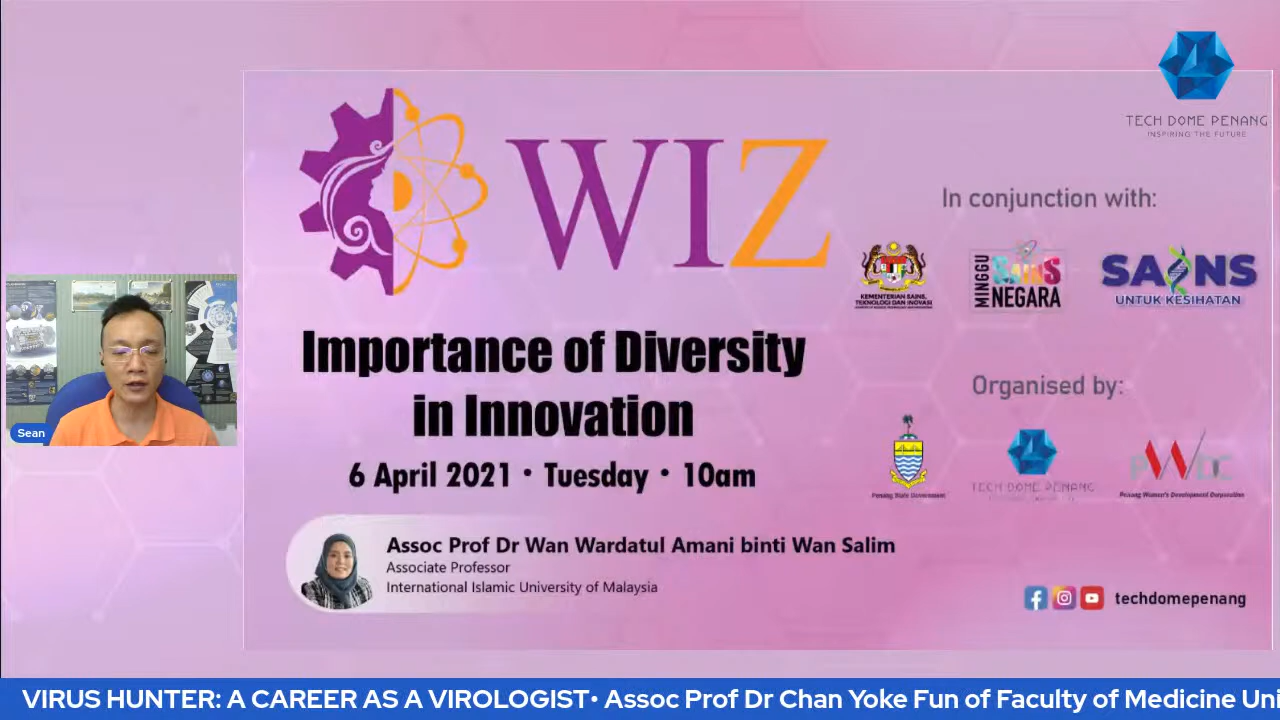 TECH DOME PENANG
INSPIRING THE FUTURE
WIZ
In conjunction with:
KEMENTERIAN SAINS,
TEKNOLOGI DAN INOVASI
MINGGU
SAINS
NEGARA
SAINS
UNTUK KESIHATAN
Importance of Diversity
in Innovation
6 April 2021 • Tuesday • 10am
Organised by:
Penang State Government
TECH DOME PENANG
PWDC
Penang Women's Development Corporation
Sean
Assoc Prof Dr Wan Wardatul Amani binti Wan Salim
Associate Professor
International Islamic University of Malaysia
techdomepenang
VIRUS HUNTER: A CAREER AS A VIROLOGIST• Assoc Prof Dr Chan Yoke Fun of Faculty of Medicine Uni